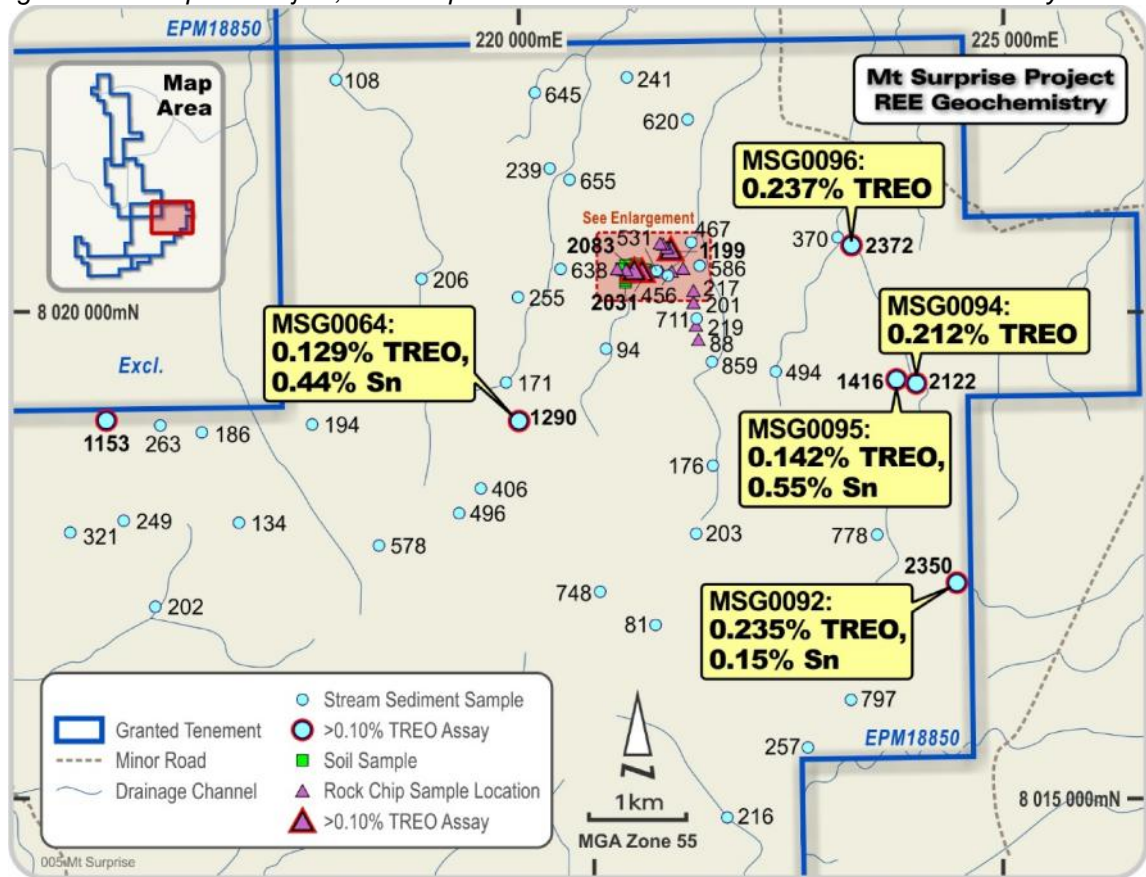 EPM18850
220 000mE
225 000mE
Map
Area
Mt Surprise Project
REE Geochemistry
108
645
241
620
239
655
MSG0096:
0.237% TREO
See Enlargement
2083
531
467
1199
370
2372
638
586
206
456
217
255
2031
201
711
219
88
8 020 000mN
MSG0064:
0.129% TREO,
0.44% Sn
MSG0094:
0.212% TREO
94
859
494
Excl.
171
1416
2122
1290
1153
263
186
194
MSG0095:
0.142% TREO,
0.55% Sn
176
406
496
321
249
134
578
203
778
2350
202
748
81
MSG0092:
0.235% TREO,
0.15% Sn
797
257
EPM18850
Granted Tenement
Minor Road
Drainage Channel
Stream Sediment Sample
>0.10% TREO Assay
Soil Sample
Rock Chip Sample Location
>0.10% TREO Assay
N
1km
MGA Zone 55
216
8 015 000mN
005 Mt Surprise